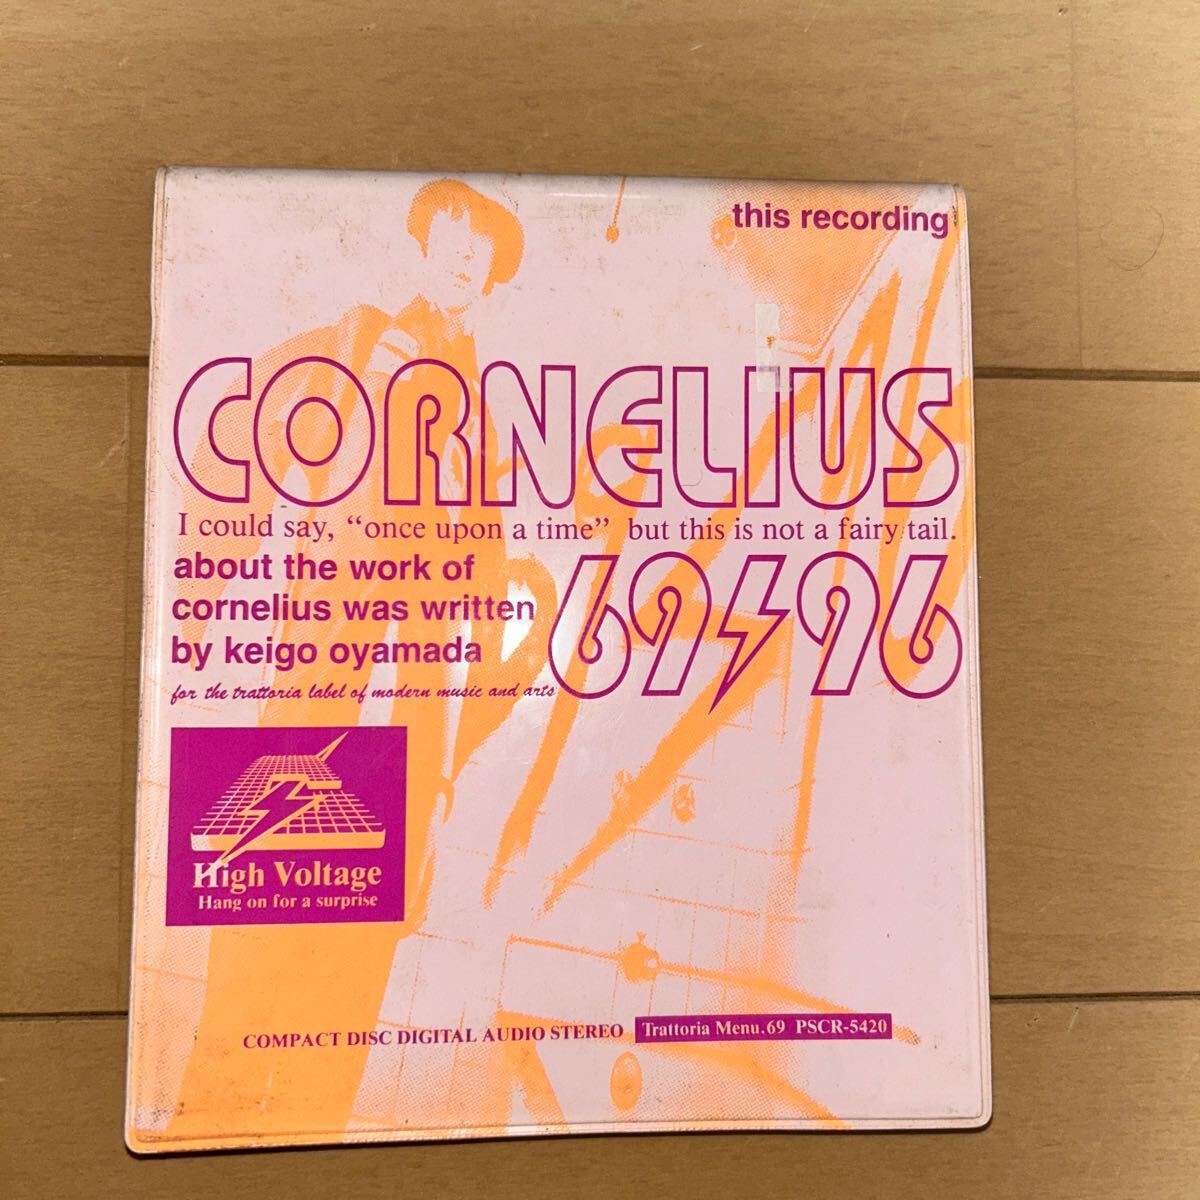 this recording
CORNELIUS
I could say, “once upon a time” but this is not a fairy tail.
about the work of
cornelius was written
by keigo oyamada
69/96
for the trattoria label of modern music and arts
High Voltage
Hang on for a surprise
COMPACT DISC DIGITAL AUDIO STEREO Trattoria Menu.69 PSCR-5420